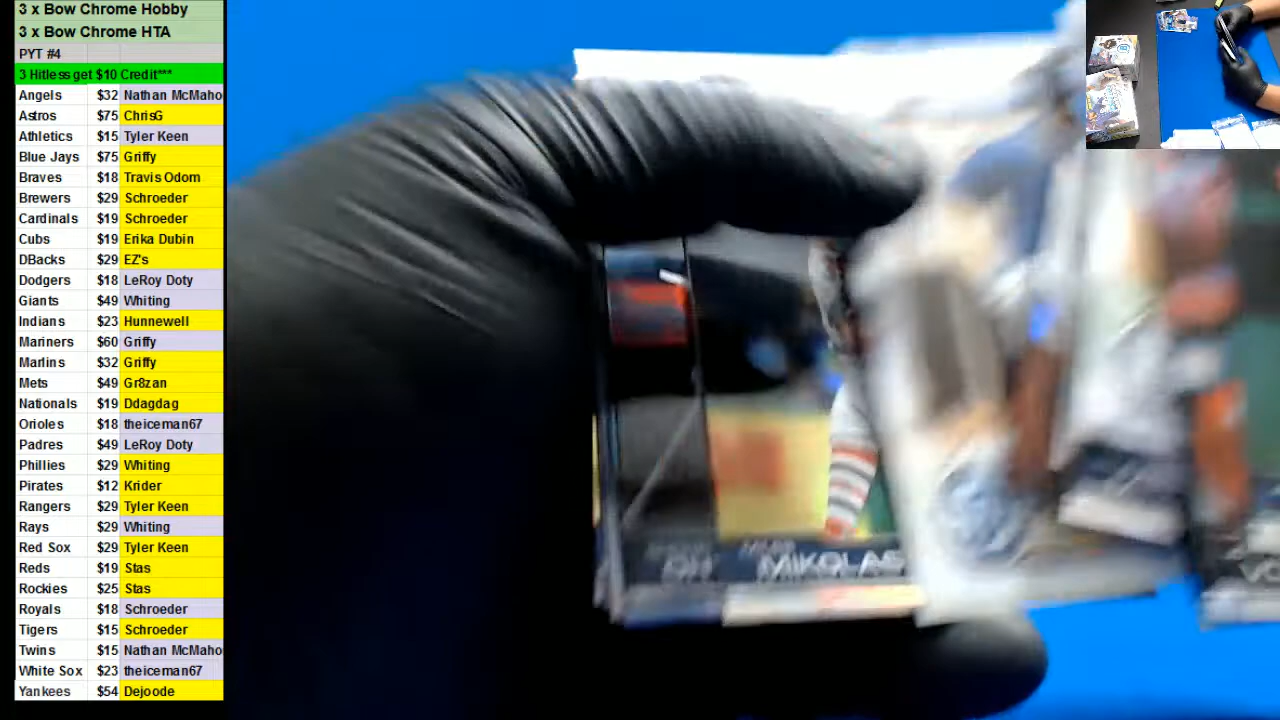 3 x Bow Chrome Hobby
3 x Bow Chrome HTA
PYT #4
3 Hitless get $10 Credit***
Angels $32 Nathan McMaho
Astros $75 ChrisG
Athletics $15 Tyler Keen
Blue Jays $75 Griffy
Braves $18 Travis Odom
Brewers $29 Schroeder
Cardinals $19 Schroeder
Cubs $19 Erika Dubin
DBacks $29 EZ's
Dodgers $18 LeRoy Doty
Giants $49 Whiting
Indians $23 Hunnewell
Mariners $60 Griffy
Marlins $32 Griffy
Mets $49 Gr8zan
Nationals $19 Ddagdag
Orioles $18 theiceman67
Padres $49 LeRoy Doty
Phillies $29 Whiting
Pirates $12 Krider
Rangers $29 Tyler Keen
Rays $29 Whiting
Red Sox $29 Tyler Keen
Reds $19 Stas
Rockies $25 Stas
Royals $18 Schroeder
Tigers $15 Schroeder
Twins $15 Nathan McMaho
White Sox $23 theiceman67
Yankees $54 Dejoode
MIKOLAS